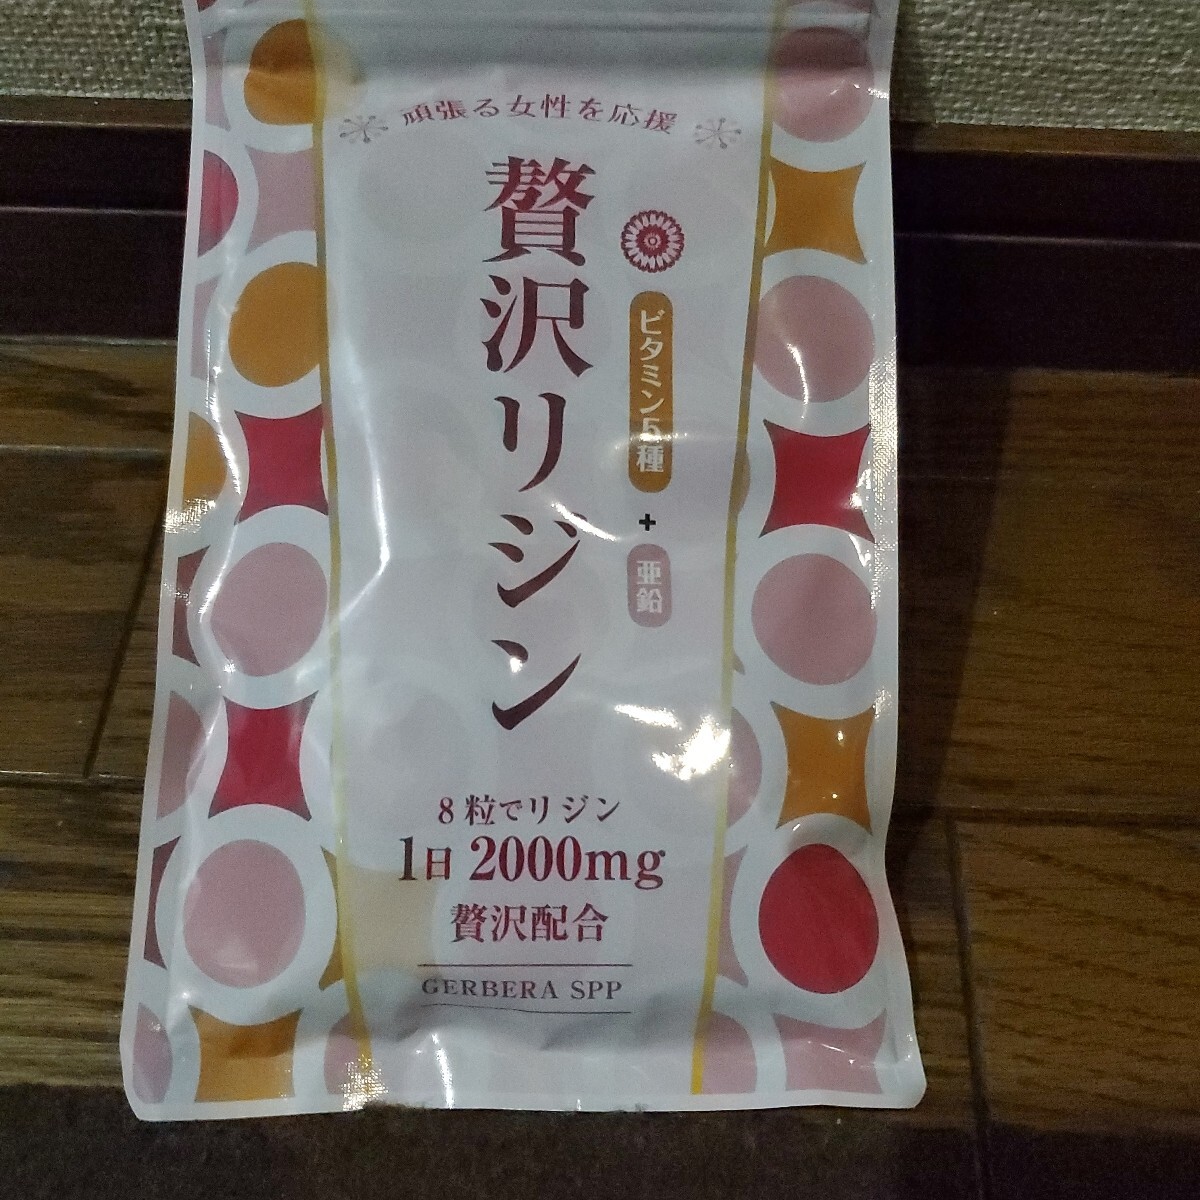 頑張る女性を応援
贅沢リジン
ビタミン5種
+
亜鉛
8粒でリジン
1日 2000mg
贅沢配合
GERBERA SPP